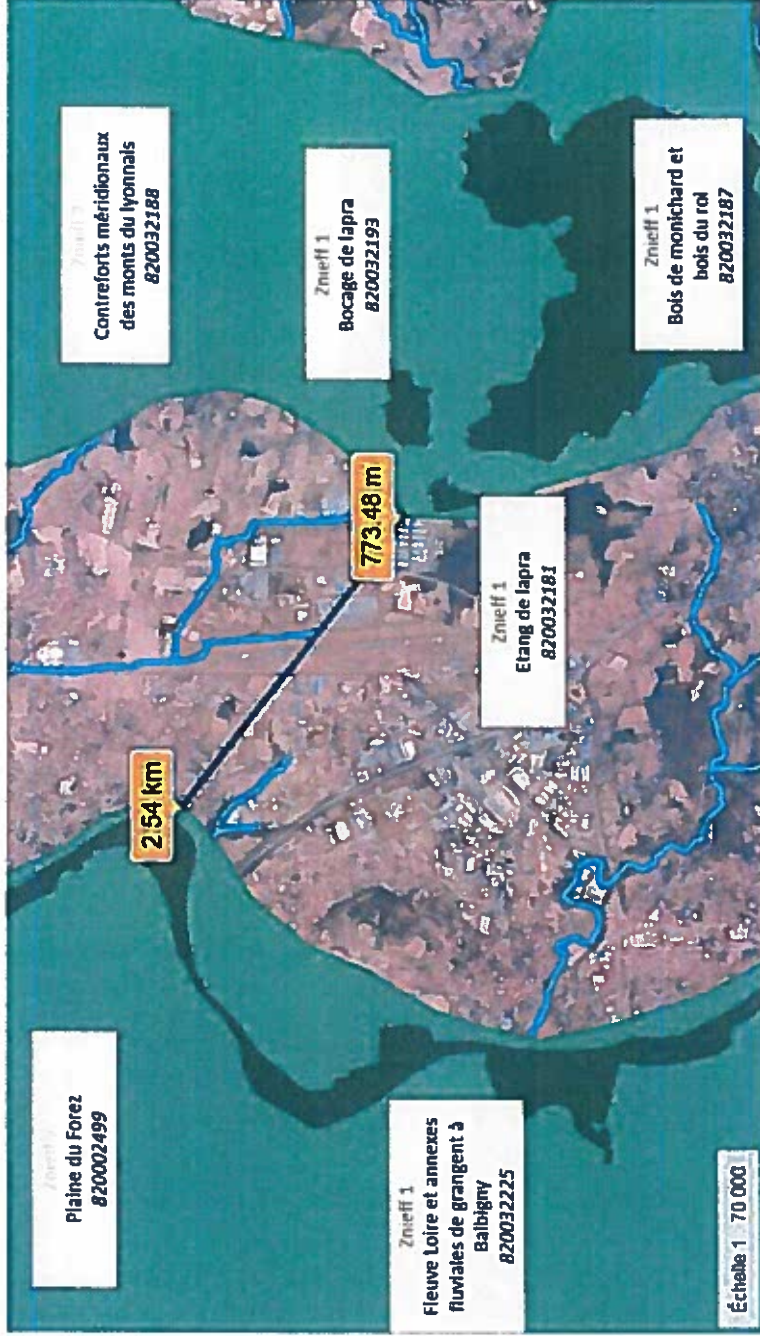 Plaine du Forez
820002499
Contreforts méridionaux
des monts du lyonnais
820032188
2.54 km
Znieff 1
Bocage de lapra
820032193
773.48 m
Znieff 1
Fleuve Loire et annexes
fluviales de grangent à
Balbigny
820032225
Znieff 1
Etang de lapra
820032181
Znieff 1
Bois de monichard et
bois du roi
820032187
Échelle 1 70 000